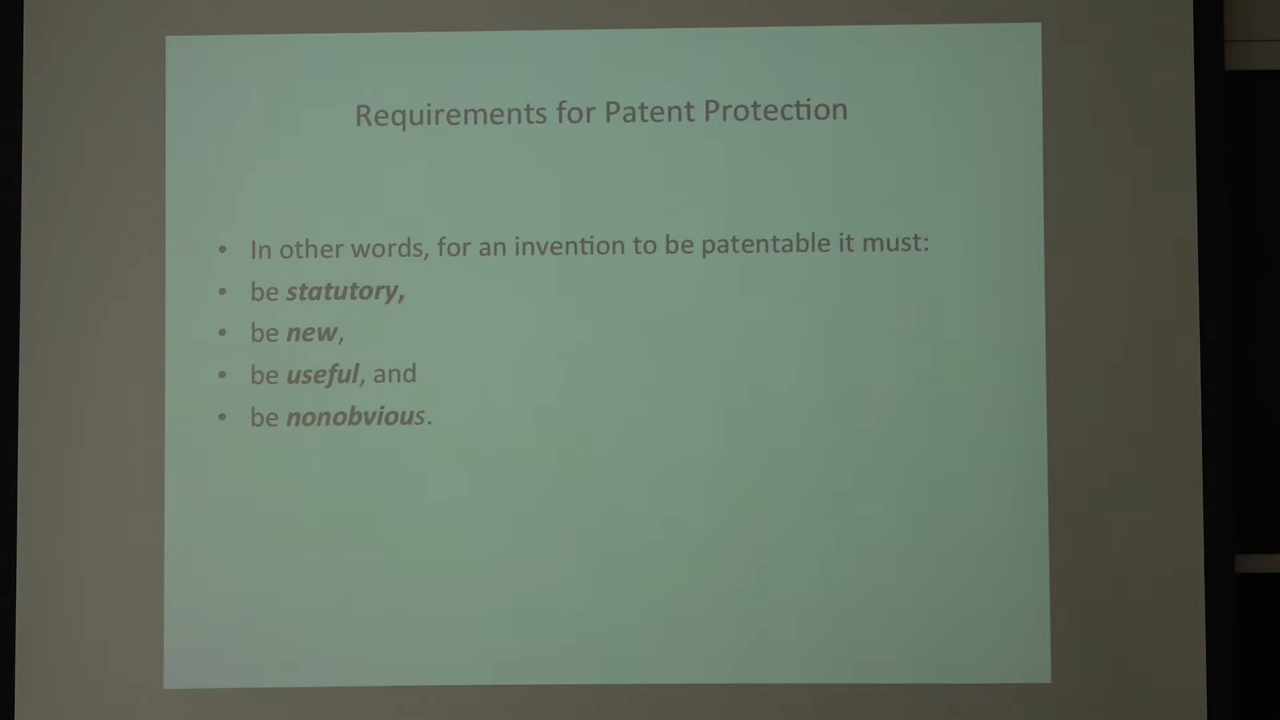 Requirements for Patent Protection
• In other words, for an invention to be patentable it must:
• be statutory,
• be new,
• be useful, and
• be nonobvious.